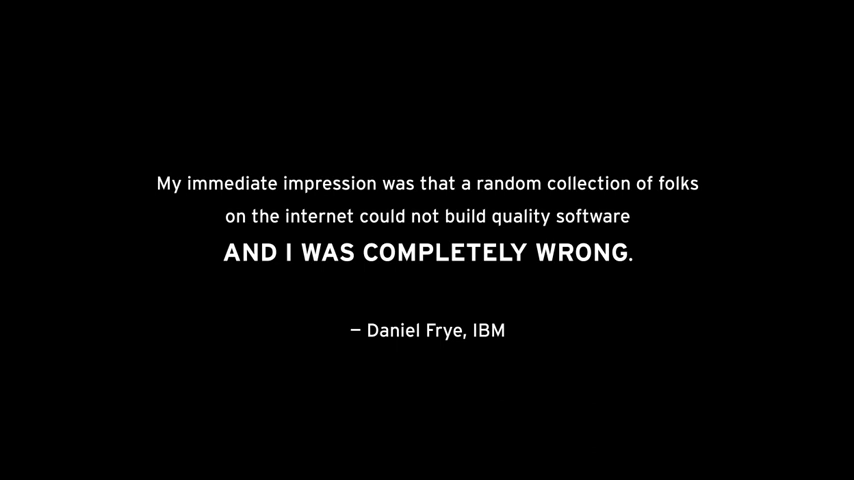 My immediate impression was that a random collection of folks
on the internet could not build quality software
AND I WAS COMPLETELY WRONG.
— Daniel Frye, IBM